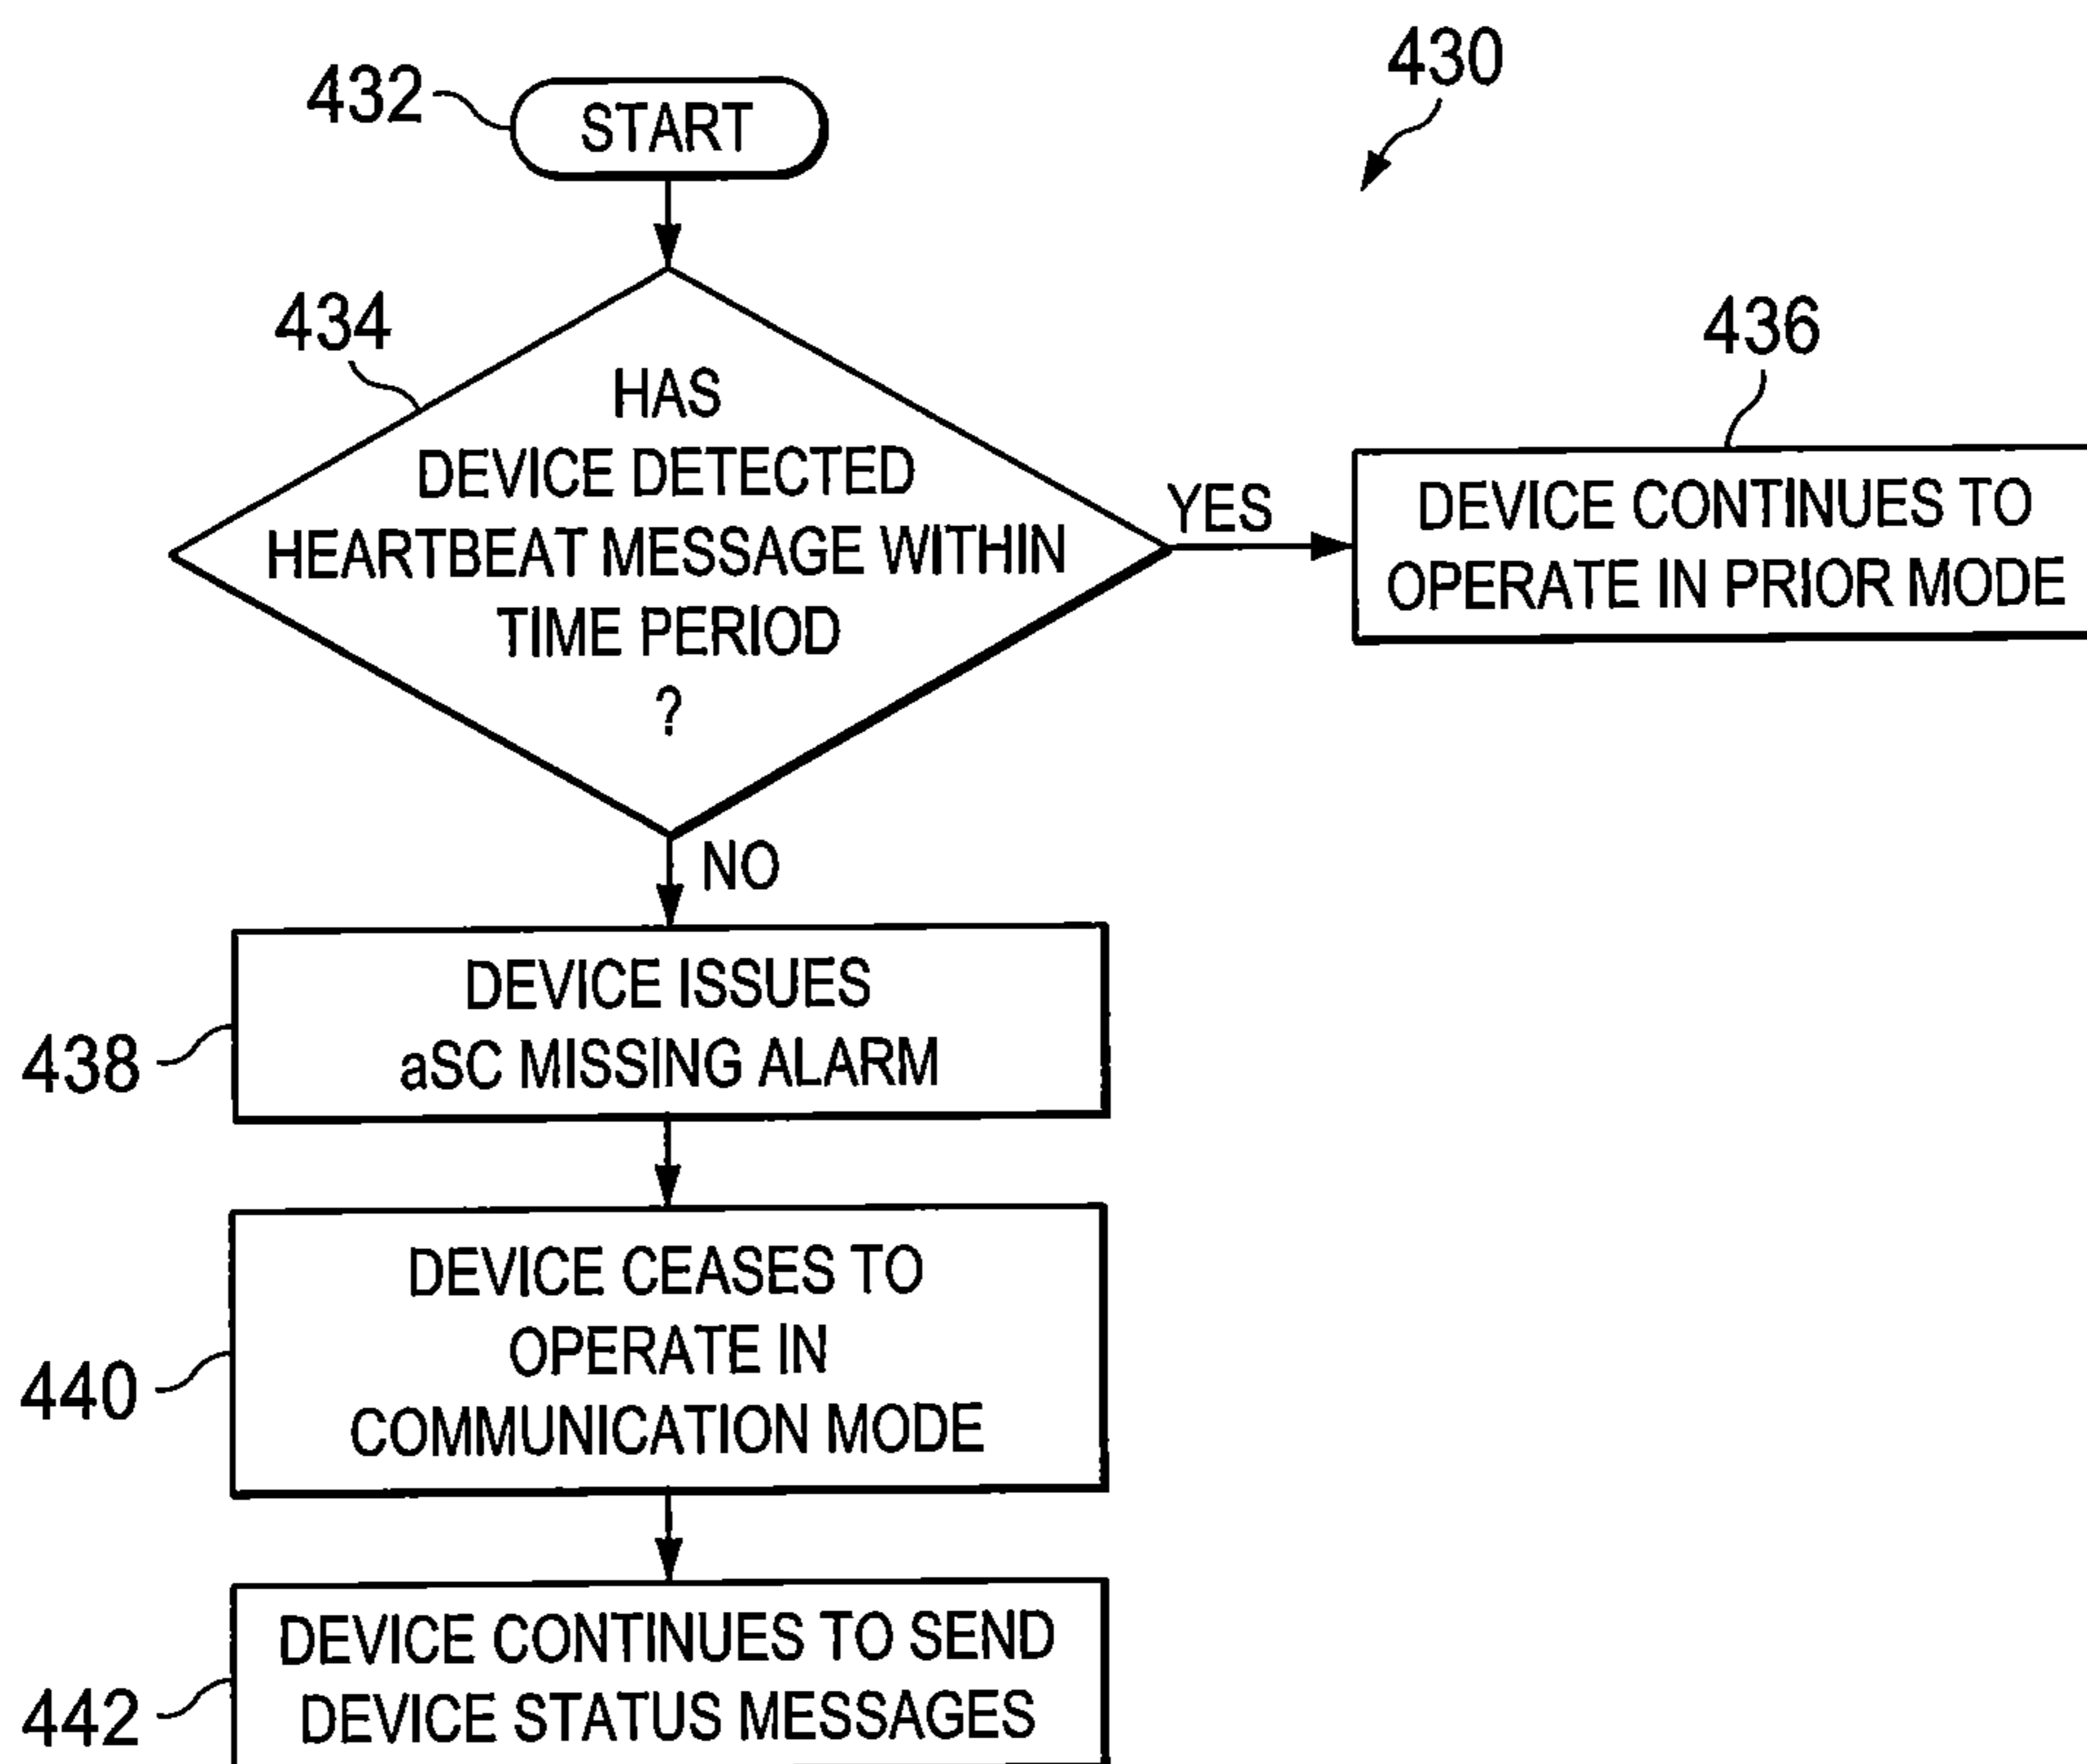 430
432
START
434
HAS
DEVICE DETECTED
HEARTBEAT MESSAGE WITHIN
TIME PERIOD
?
YES
436
DEVICE CONTINUES TO
OPERATE IN PRIOR MODE
NO
438
DEVICE ISSUES
aSC MISSING ALARM
440
DEVICE CEASES TO
OPERATE IN
COMMUNICATION MODE
442
DEVICE CONTINUES TO SEND
DEVICE STATUS MESSAGES